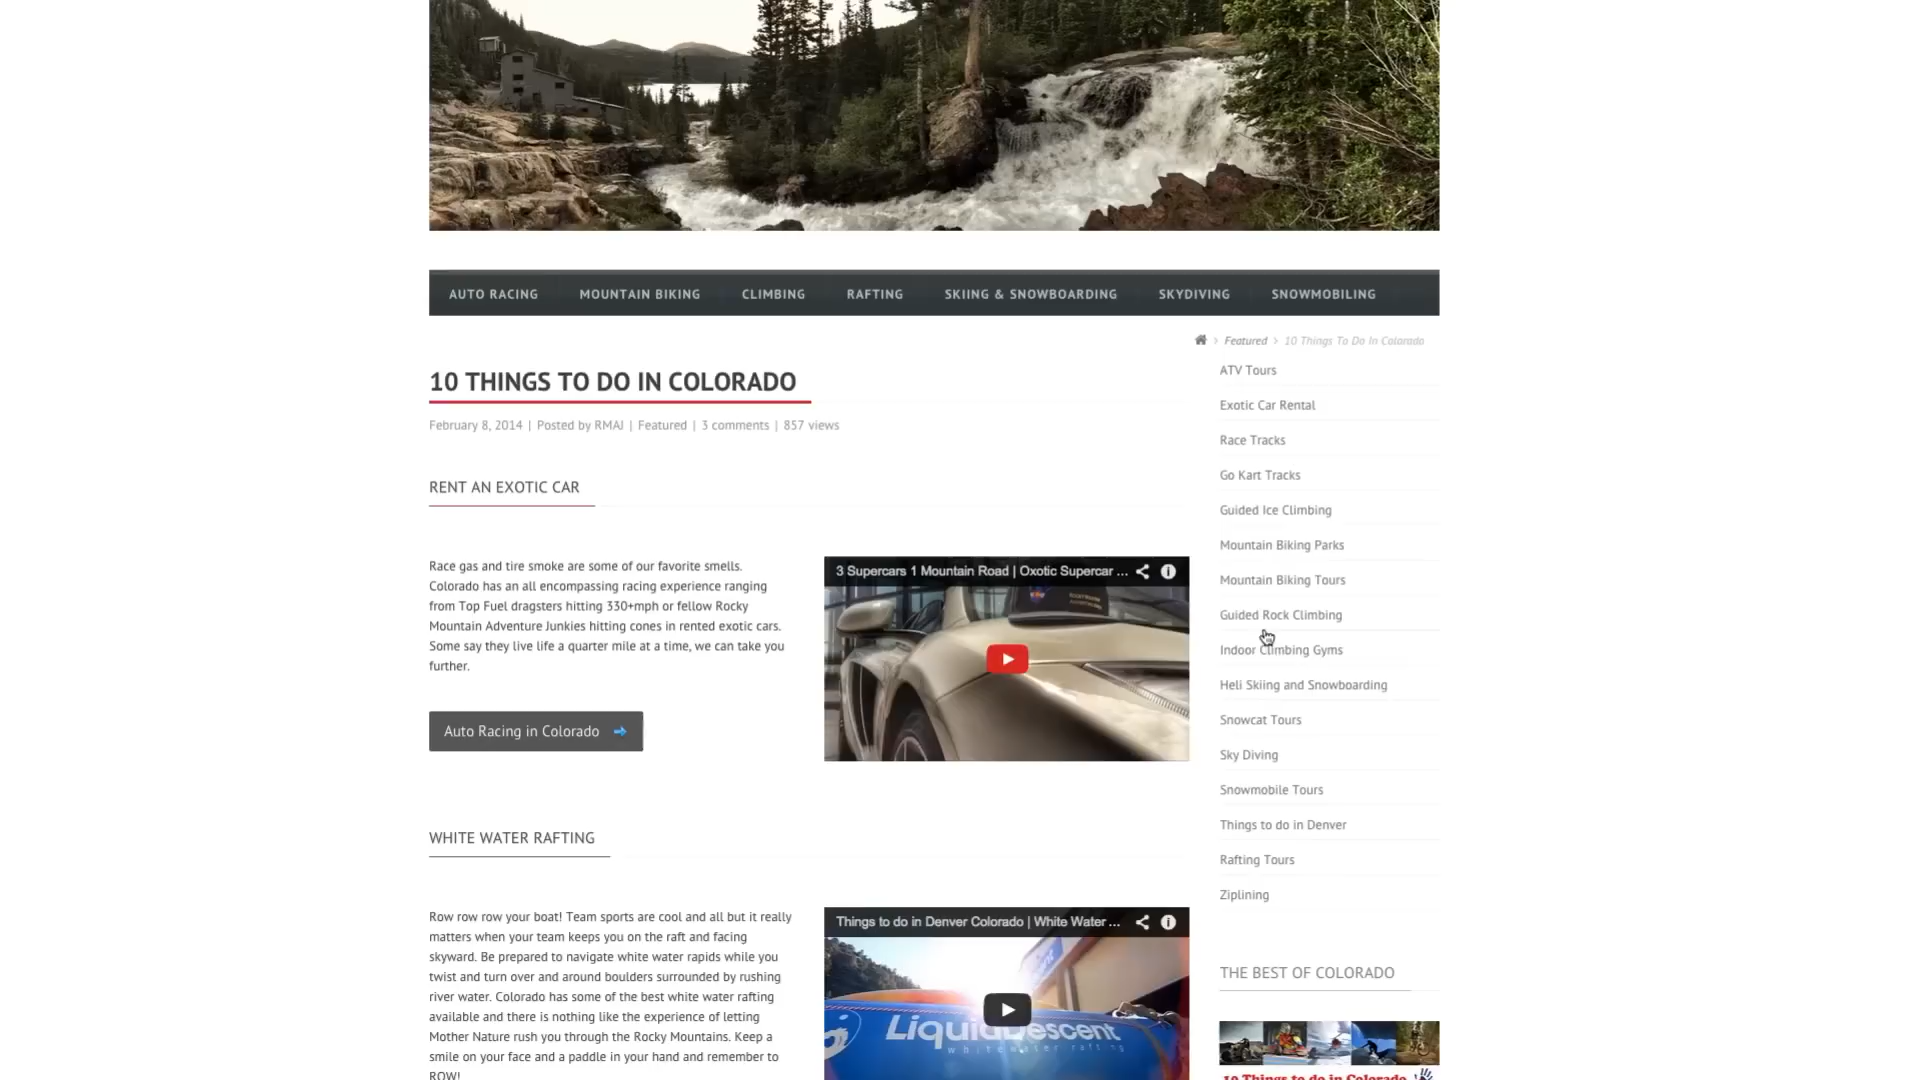 AUTO RACING MOUNTAIN BIKING CLIMBING RAFTING SKIING & SNOWBOARDING SKYDIVING SNOWMOBILING
Featured > 10 Things To Do In Colorado
10 THINGS TO DO IN COLORADO
February 8, 2014 | Posted by RMAJ | Featured | 3 comments | 857 views
RENT AN EXOTIC CAR
Race gas and tire smoke are some of our favorite smells.
Colorado has an all encompassing racing experience ranging
from Top Fuel dragsters hitting 330+mph or fellow Rocky
Mountain Adventure Junkies hitting cones in rented exotic cars.
Some say they live life a quarter mile at a time, we can take you
further.
Auto Racing in Colorado
3 Supercars 1 Mountain Road | Oxotic Supercar ...
WHITE WATER RAFTING
Row row row your boat! Team sports are cool and all but it really
matters when your team keeps you on the raft and facing
skyward. Be prepared to navigate white water rapids while you
twist and turn over and around boulders surrounded by rushing
river water. Colorado has some of the best white water rafting
available and there is nothing like the experience of letting
Mother Nature rush you through the Rocky Mountains. Keep a
smile on your face and a paddle in your hand and remember to
ROW!
Things to do in Denver Colorado | White Water ...
LiquidDescent
whitewater rafting
ATV Tours
Exotic Car Rental
Race Tracks
Go Kart Tracks
Guided Ice Climbing
Mountain Biking Parks
Mountain Biking Tours
Guided Rock Climbing
Indoor Climbing Gyms
Heli Skiing and Snowboarding
Snowcat Tours
Sky Diving
Snowmobile Tours
Things to do in Denver
Rafting Tours
Ziplining
THE BEST OF COLORADO
10 Things to do in Colorado